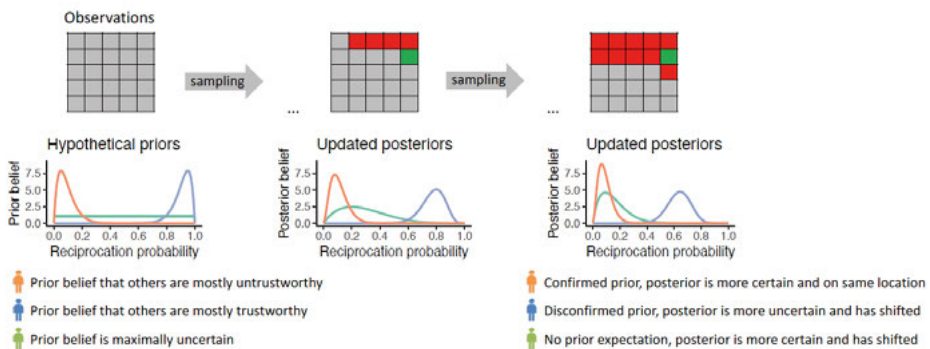 Observations
sampling
sampling
...
...
Hypothetical priors
Updated posteriors
Updated posteriors
Prior belief
7.5
5.0
2.5
0.0
0.0 0.2 0.4 0.6 0.8 1.0
Reciprocation probability
Posterior belief
7.5
5.0
2.5
0.0
0.0 0.2 0.4 0.6 0.8 1.0
Reciprocation probability
Posterior belief
7.5
5.0
2.5
0.0
0.0 0.2 0.4 0.6 0.8 1.0
Reciprocation probability
Prior belief that others are mostly untrustworthy
Prior belief that others are mostly trustworthy
Prior belief is maximally uncertain
Confirmed prior, posterior is more certain and on same location
Disconfirmed prior, posterior is more uncertain and has shifted
No prior expectation, posterior is more certain and has shifted